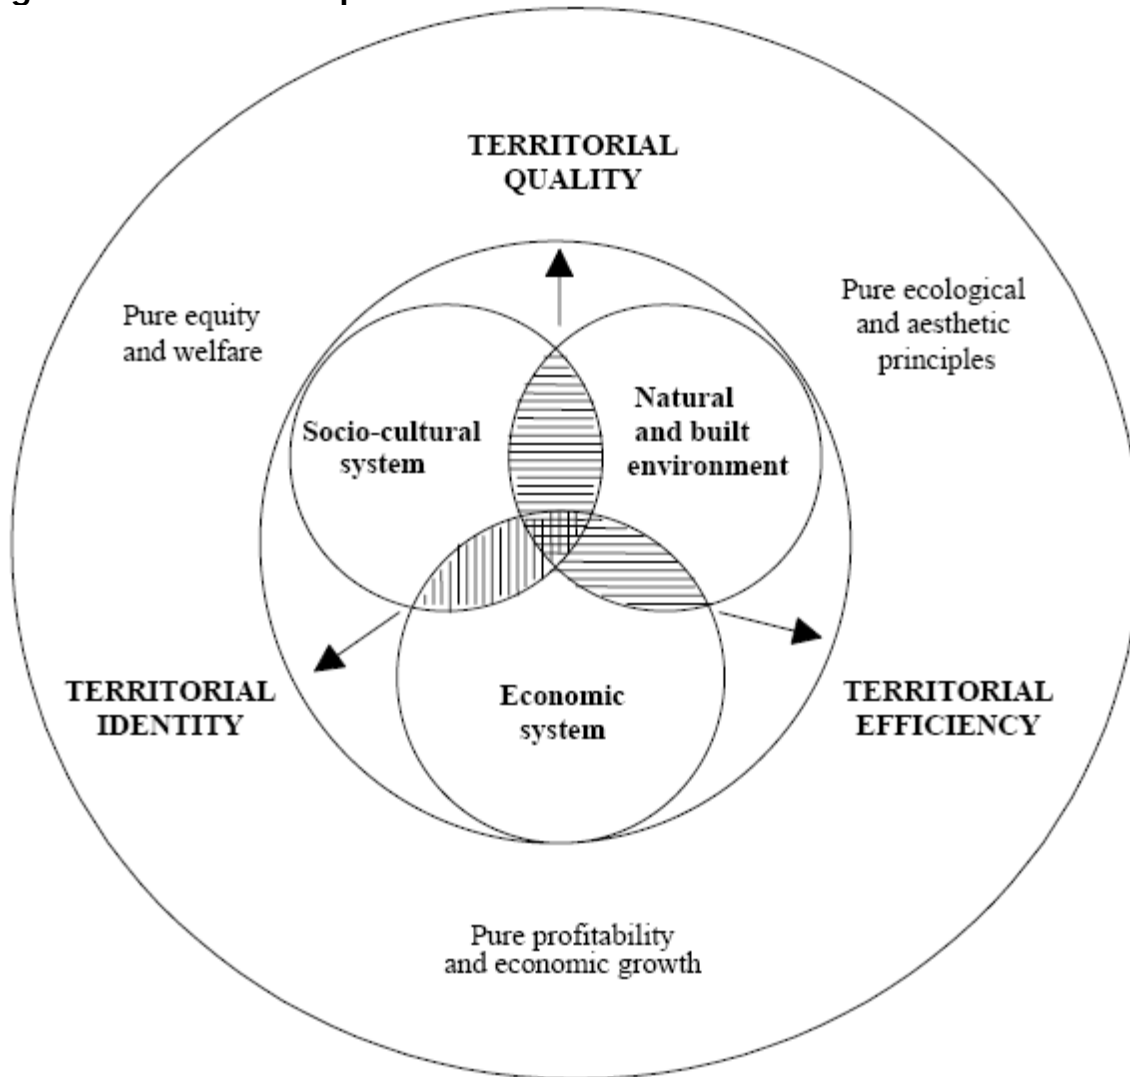 TERRITORIAL
QUALITY
Pure equity
and welfare
Pure ecological
and aesthetic
principles
Socio-cultural
system
Natural
and built
environment
TERRITORIAL
IDENTITY
Economic
system
TERRITORIAL
EFFICIENCY
Pure profitability
and economic growth